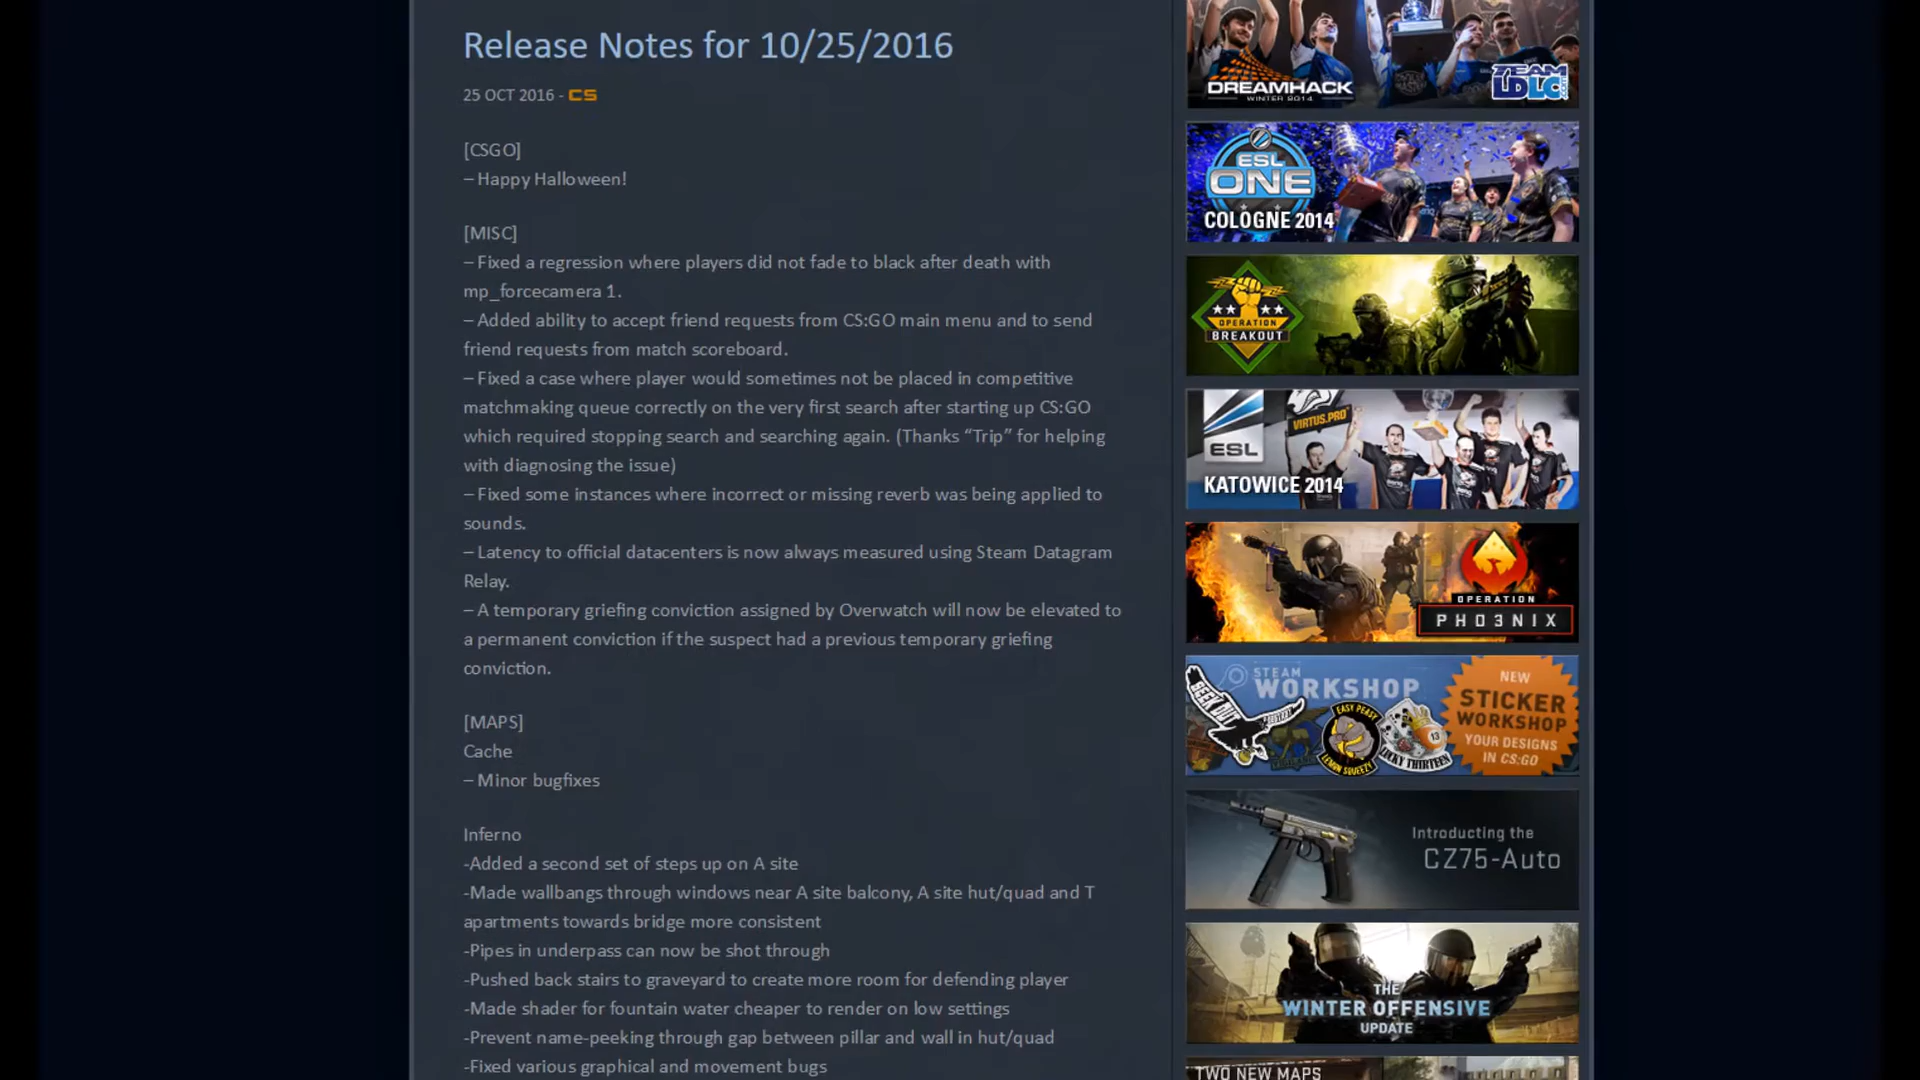 Release Notes for 10/25/2016
25 OCT 2016 - CS
[CSGO]
– Happy Halloween!
[MISC]
– Fixed a regression where players did not fade to black after death with
mp_forcecamera 1.
– Added ability to accept friend requests from CS:GO main menu and to send
friend requests from match scoreboard.
– Fixed a case where player would sometimes not be placed in competitive
matchmaking queue correctly on the very first search after starting up CS:GO
which required stopping search and searching again. (Thanks “Trip” for helping
with diagnosing the issue)
– Fixed some instances where incorrect or missing reverb was being applied to
sounds.
– Latency to official datacenters is now always measured using Steam Datagram
Relay.
– A temporary griefing conviction assigned by Overwatch will now be elevated to
a permanent conviction if the suspect had a previous temporary griefing
conviction.
[MAPS]
Cache
– Minor bugfixes
Inferno
-Added a second set of steps up on A site
-Made wallbangs through windows near A site balcony, A site hut/quad and T
apartments towards bridge more consistent
-Pipes in underpass can now be shot through
-Pushed back stairs to graveyard to create more room for defending player
-Made shader for fountain water cheaper to render on low settings
-Prevent name-peeking through gap between pillar and wall in hut/quad
-Fixed various graphical and movement bugs
DREAMHACK
WINTER 2014
TEAM
LDLC
.com
ESL
ONE
COLOGNE 2014
OPERATION
BREAKOUT
VIRTUS.PRO
ESL
KATOWICE 2014
OPERATION
PHO3NIX
STEAM
WORKSHOP
NEW
STICKER
WORKSHOP
YOUR DESIGNS
IN CS:GO
EASY PEASY
LEMON SQUEEZY
13
LUCKY THIRTEEN
Introducting the
CZ75-Auto
THE
WINTER OFFENSIVE
UPDATE
TWO NEW MAPS